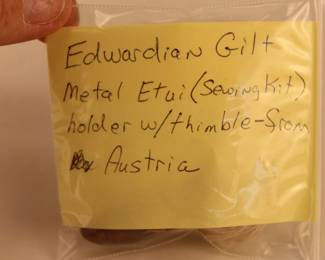 Edwardian Gilt
Metal Etui (Sewing Kit)
holder w/thimble-from
Austria